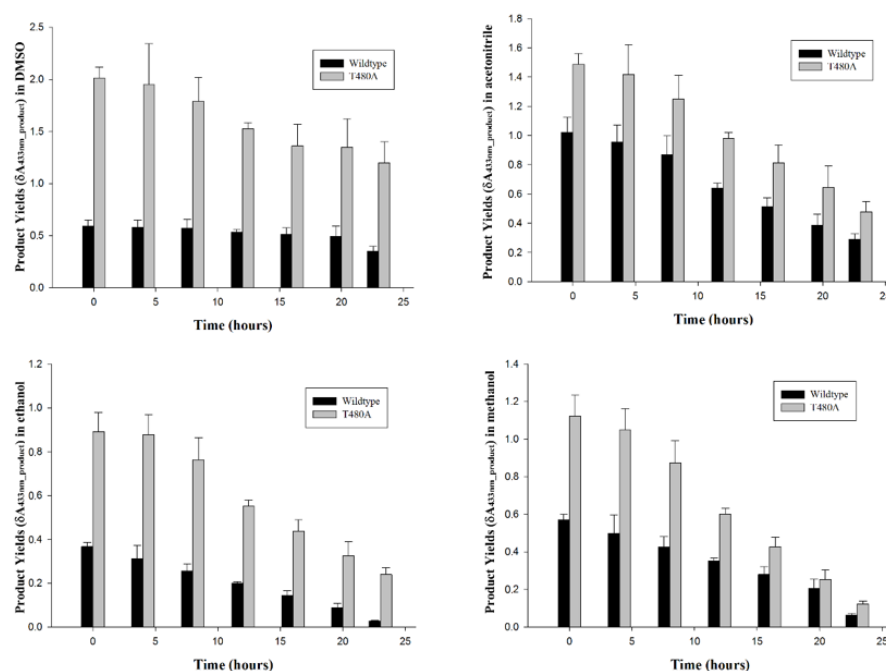 Product Yields (δA433nm_product) in DMSO
2.5
2.0
1.5
1.0
0.5
0.0
0 5 10 15 20 25
Time (hours)
Wildtype
T480A
Product Yields (δA433nm_product) in acetonitrile
1.8
1.6
1.4
1.2
1.0
0.8
0.6
0.4
0.2
0.0
0 5 10 15 20
Time (hours)
Wildtype
T480A
Product Yields (δA433nm_product) in ethanol
1.2
1.0
0.8
0.6
0.4
0.2
0.0
0 5 10 15 20 25
Time (hours)
Wildtype
T480A
Product Yields (δA433nm_product) in methanol
1.4
1.2
1.0
0.8
0.6
0.4
0.2
0.0
0 5 10 15 20 25
Time (hours)
Wildtype
T480A